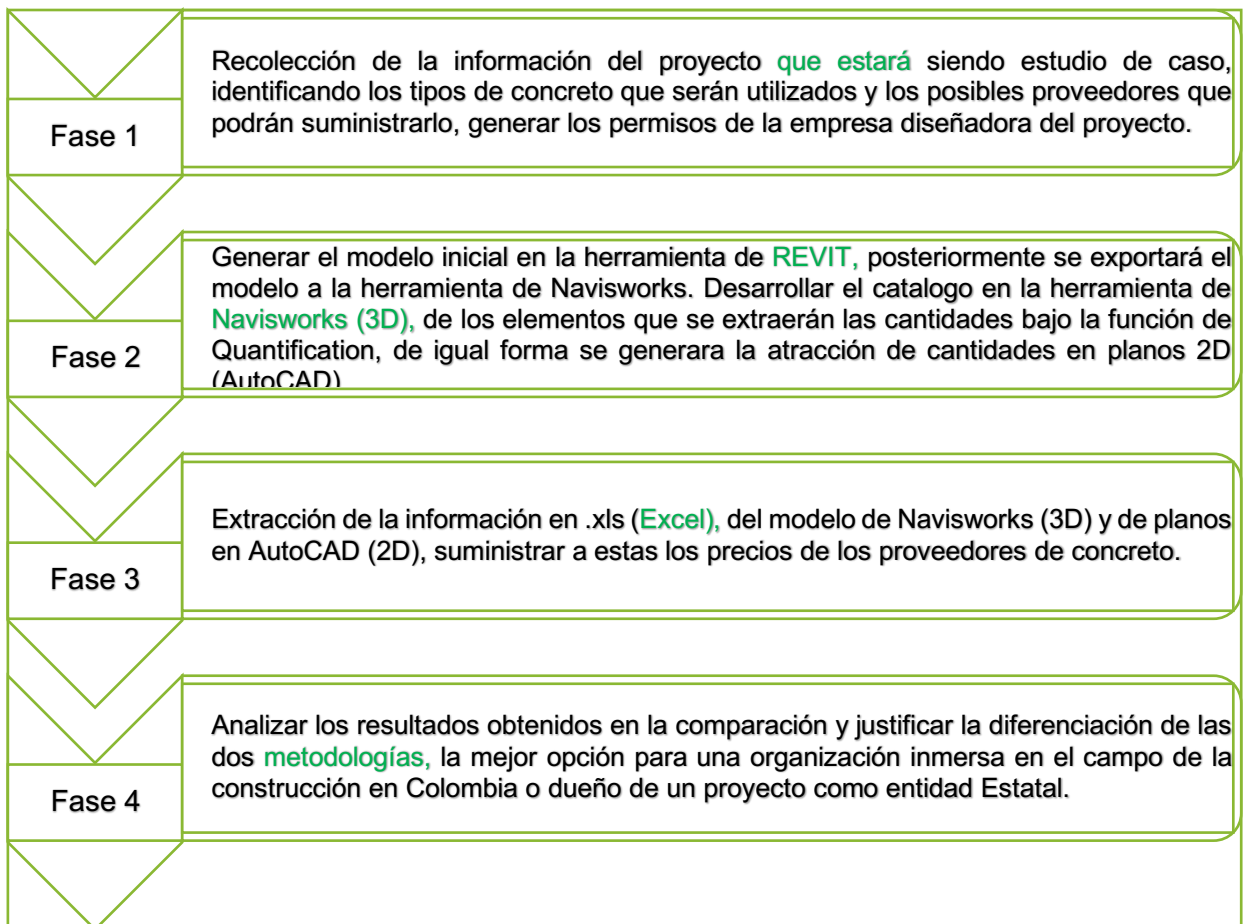 Recolección de la información del proyecto que estará siendo estudio de caso,
identificando los tipos de concreto que serán utilizados y los posibles proveedores que
podrán suministrarlo, generar los permisos de la empresa diseñadora del proyecto.
Fase 1
Generar el modelo inicial en la herramienta de REVIT, posteriormente se exportará el
modelo a la herramienta de Navisworks. Desarrollar el catalogo en la herramienta de
Navisworks (3D), de los elementos que se extraerán las cantidades bajo la función de
Quantification, de igual forma se generara la atracción de cantidades en planos 2D
(AutoCAD)
Fase 2
Extracción de la información en .xls (Excel), del modelo de Navisworks (3D) y de planos
en AutoCAD (2D), suministrar a estas los precios de los proveedores de concreto.
Fase 3
Analizar los resultados obtenidos en la comparación y justificar la diferenciación de las
dos metodologías, la mejor opción para una organización inmersa en el campo de la
construcción en Colombia o dueño de un proyecto como entidad Estatal.
Fase 4